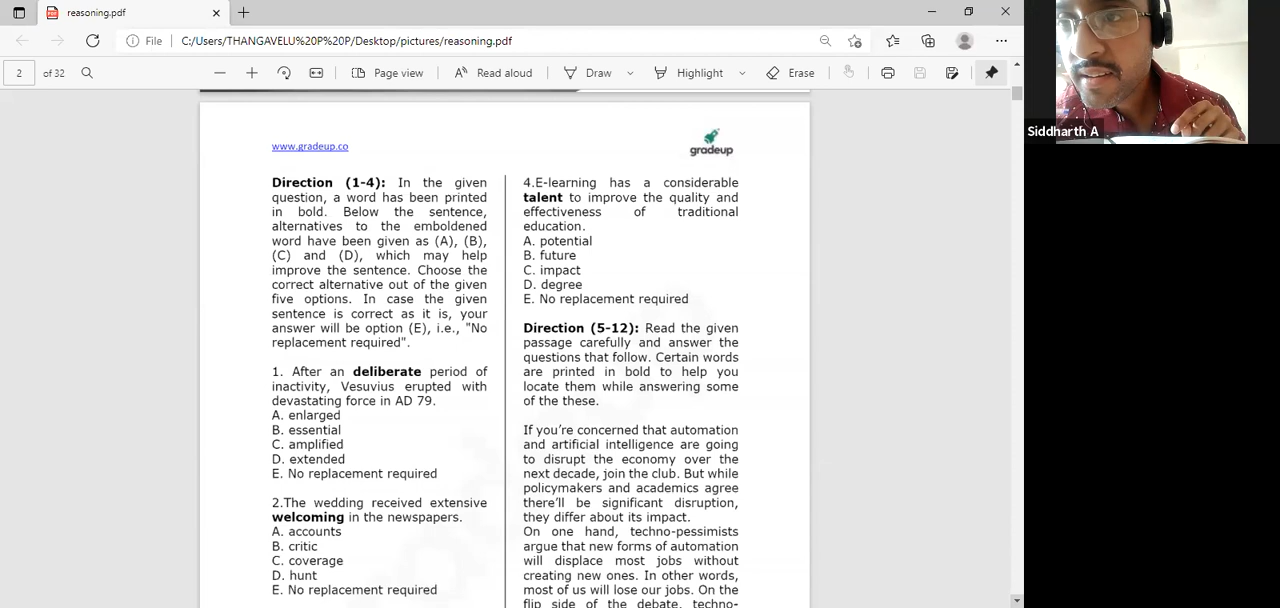 reasoning.pdf
File
C:/Users/THANGAVELU%20P%20P/Desktop/pictures/reasoning.pdf
2 of 32
Page view
Read aloud
Draw
Highlight
Erase
Siddharth A
www.gradeup.co
gradeup
Direction (1-4): In the given
question, a word has been printed
in bold. Below the sentence,
alternatives to the emboldened
word have been given as (A), (B),
(C) and (D), which may help
improve the sentence. Choose the
correct alternative out of the given
five options. In case the given
sentence is correct as it is, your
answer will be option (E), i.e., "No
replacement required".
1. After an deliberate period of
inactivity, Vesuvius erupted with
devastating force in AD 79.
A. enlarged
B. essential
C. amplified
D. extended
E. No replacement required
2.The wedding received extensive
welcoming in the newspapers.
A. accounts
B. critic
C. coverage
D. hunt
E. No replacement required
4.E-learning has a considerable
talent to improve the quality and
effectiveness of traditional
education.
A. potential
B. future
C. impact
D. degree
E. No replacement required
Direction (5-12): Read the given
passage carefully and answer the
questions that follow. Certain words
are printed in bold to help you
locate them while answering some
of the these.
If you're concerned that automation
and artificial intelligence are going
to disrupt the economy over the
next decade, join the club. But while
policymakers and academics agree
there'll be significant disruption,
they differ about its impact.
On one hand, techno-pessimists
argue that new forms of automation
will displace most jobs without
creating new ones. In other words,
most of us will lose our jobs. On the
flip side of the debate, techno-